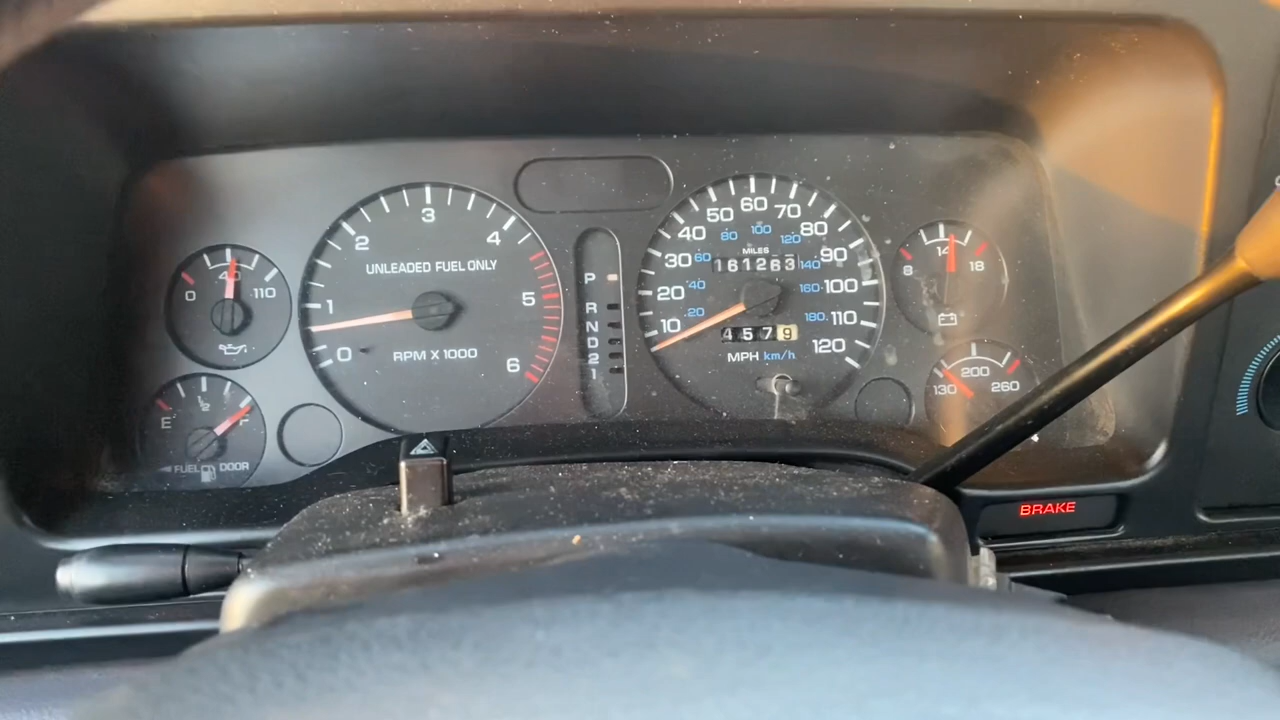 0 40 110
E 1/2 F
FUEL DOOR
0 1 2 3 4 5 6
UNLEADED FUEL ONLY
RPM X 1000
P
R
N
D
2
1
10 20 30 40 50 60 70 80 90 100 110 120
20 40 60 80 100 120 140 160 180
MILES
161263
4579
MPH km/h
8 14 18
130 200 260
BRAKE